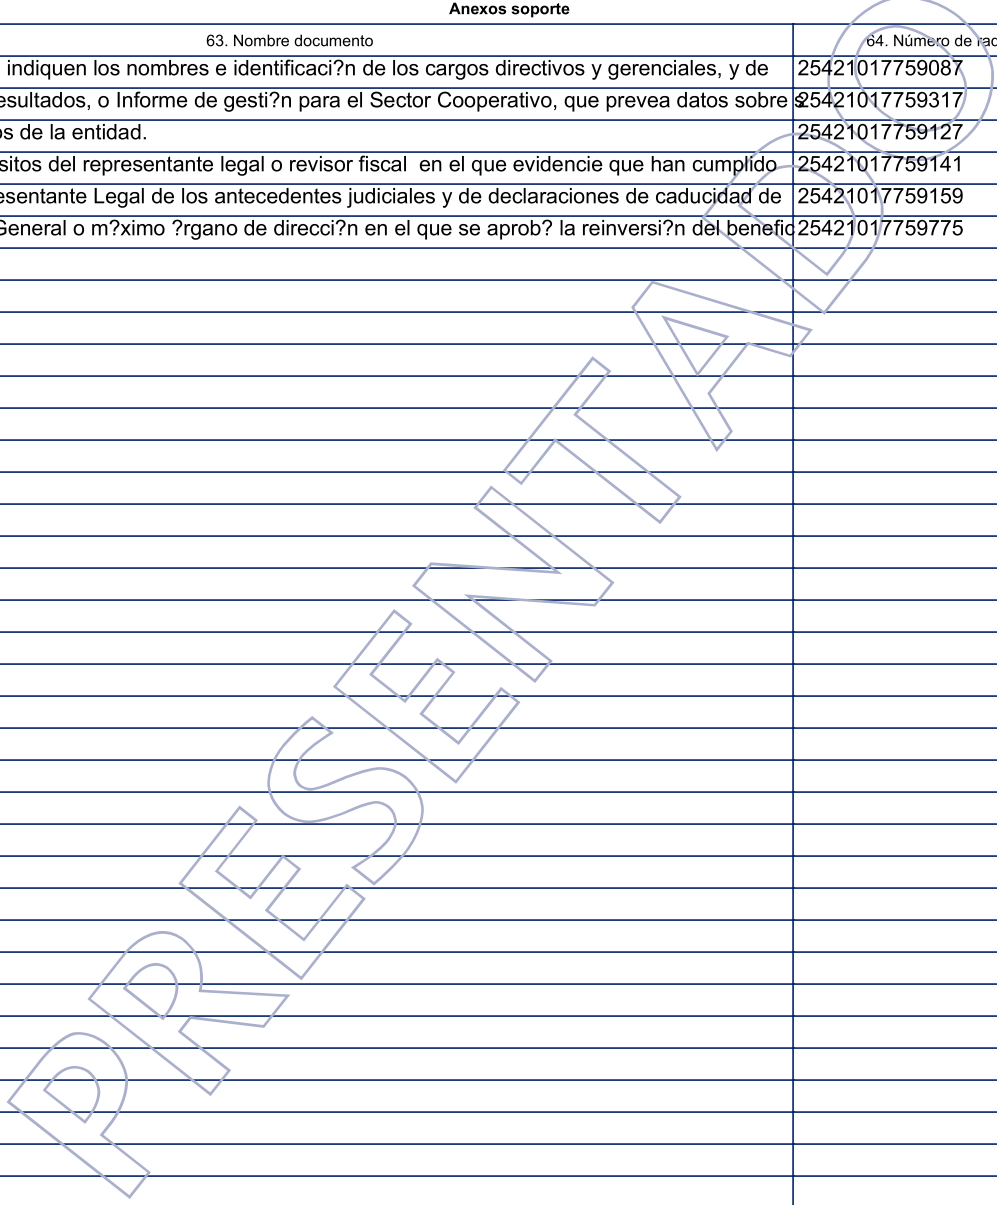 Anexos soporte
63. Nombre documento 64. Número de
indiquen los nombres e identificaci?n de los cargos directivos y gerenciales, y de 25421017759087
esultados, o Informe de gesti?n para el Sector Cooperativo, que prevea datos sobre s 25421017759317
os de la entidad. 25421017759127
sitos del representante legal o revisor fiscal en el que evidencie que han cumplido 25421017759141
esentante Legal de los antecedentes judiciales y de declaraciones de caducidad de 25421017759159
General o m?ximo ?rgano de direcci?n en el que se aprob? la reinversi?n del benefic 25421017759775
PRESENTADO